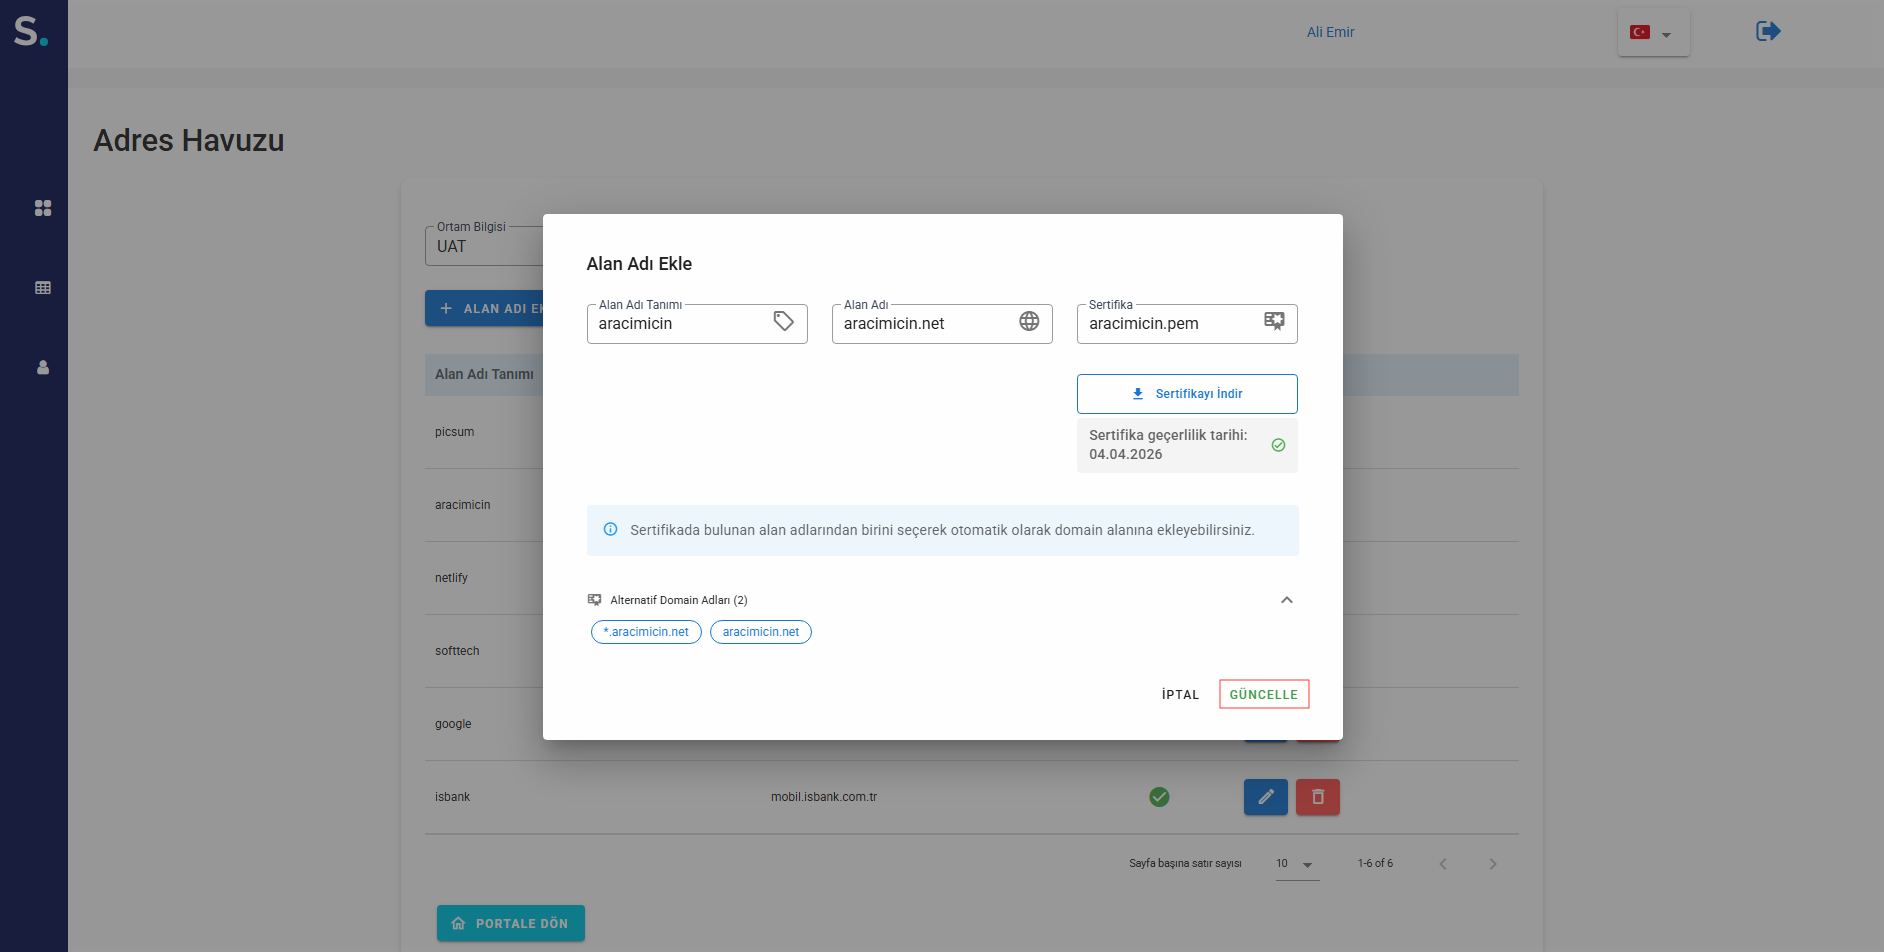 S.
Ali Emir
Adres Havuzu
Ortam Bilgisi
UAT
ALAN ADI E
Alan Adı Tanımı
picsum
aracimicin
netlify
softtech
google
isbank
mobil.isbank.com.tr
Alan Adı Ekle
Alan Adı Tanımı
aracimicin
Alan Adı
aracimicin.net
Sertifika
aracimicin.pem
Sertifikayı İndir
Sertifika geçerlilik tarihi:
04.04.2026
Sertifikada bulunan alan adlarından birini seçerek otomatik olarak domain alanına ekleyebilirsiniz.
Alternatif Domain Adları (2)
*.aracimicin.net
aracimicin.net
İPTAL
GÜNCELLE
Sayfa başına satır sayısı
10
1-6 of 6
PORTALE DÖN